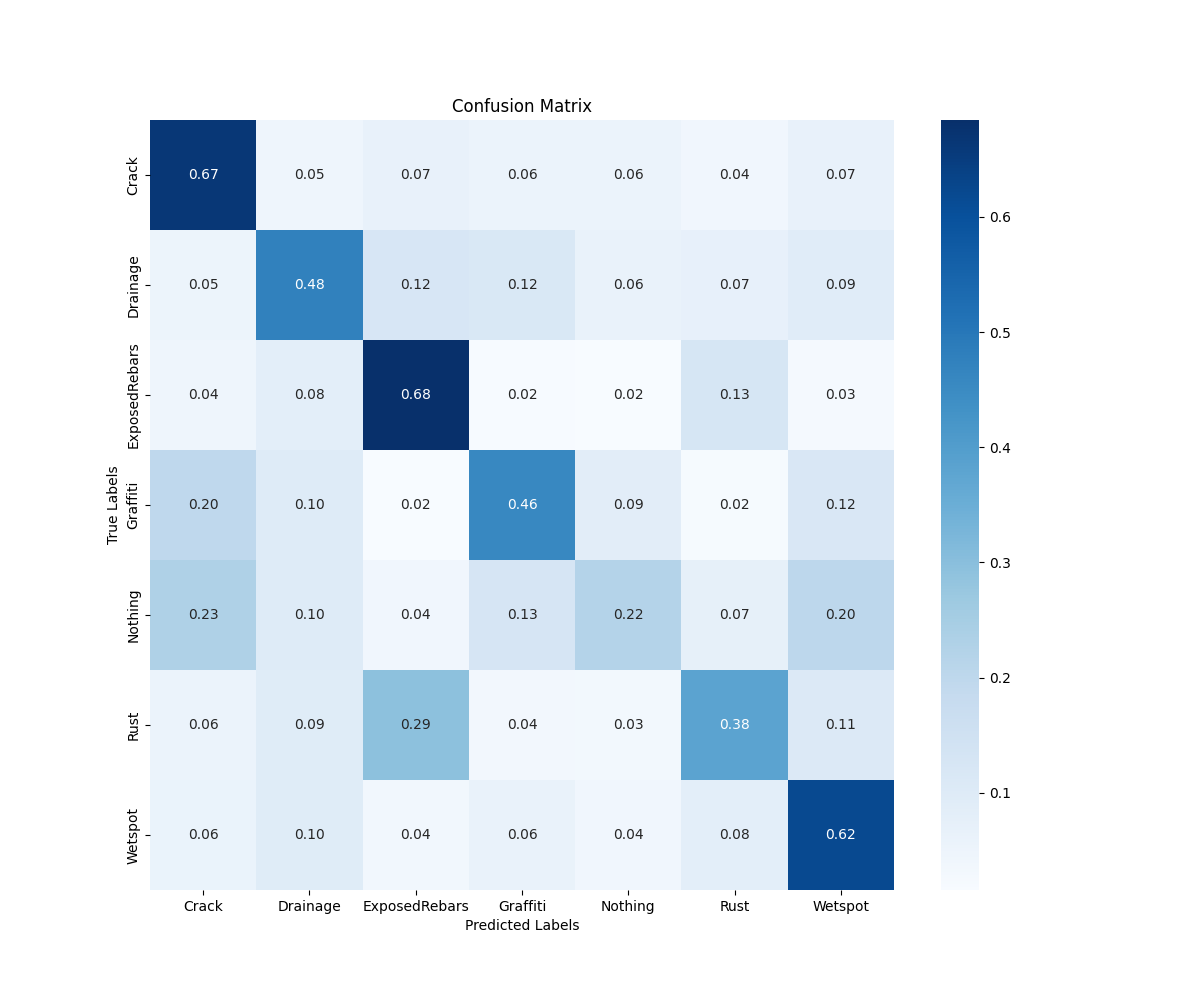 Confusion Matrix
True Labels
Crack 0.67 0.05 0.07 0.06 0.06 0.04 0.07
Drainage 0.05 0.48 0.12 0.12 0.06 0.07 0.09
ExposedRebars 0.04 0.08 0.68 0.02 0.02 0.13 0.03
Graffiti 0.20 0.10 0.02 0.46 0.09 0.02 0.12
Nothing 0.23 0.10 0.04 0.13 0.22 0.07 0.20
Rust 0.06 0.09 0.29 0.04 0.03 0.38 0.11
Wetspot 0.06 0.10 0.04 0.06 0.04 0.08 0.62
Crack Drainage ExposedRebars Graffiti Nothing Rust Wetspot
Predicted Labels
0.6
0.5
0.4
0.3
0.2
0.1